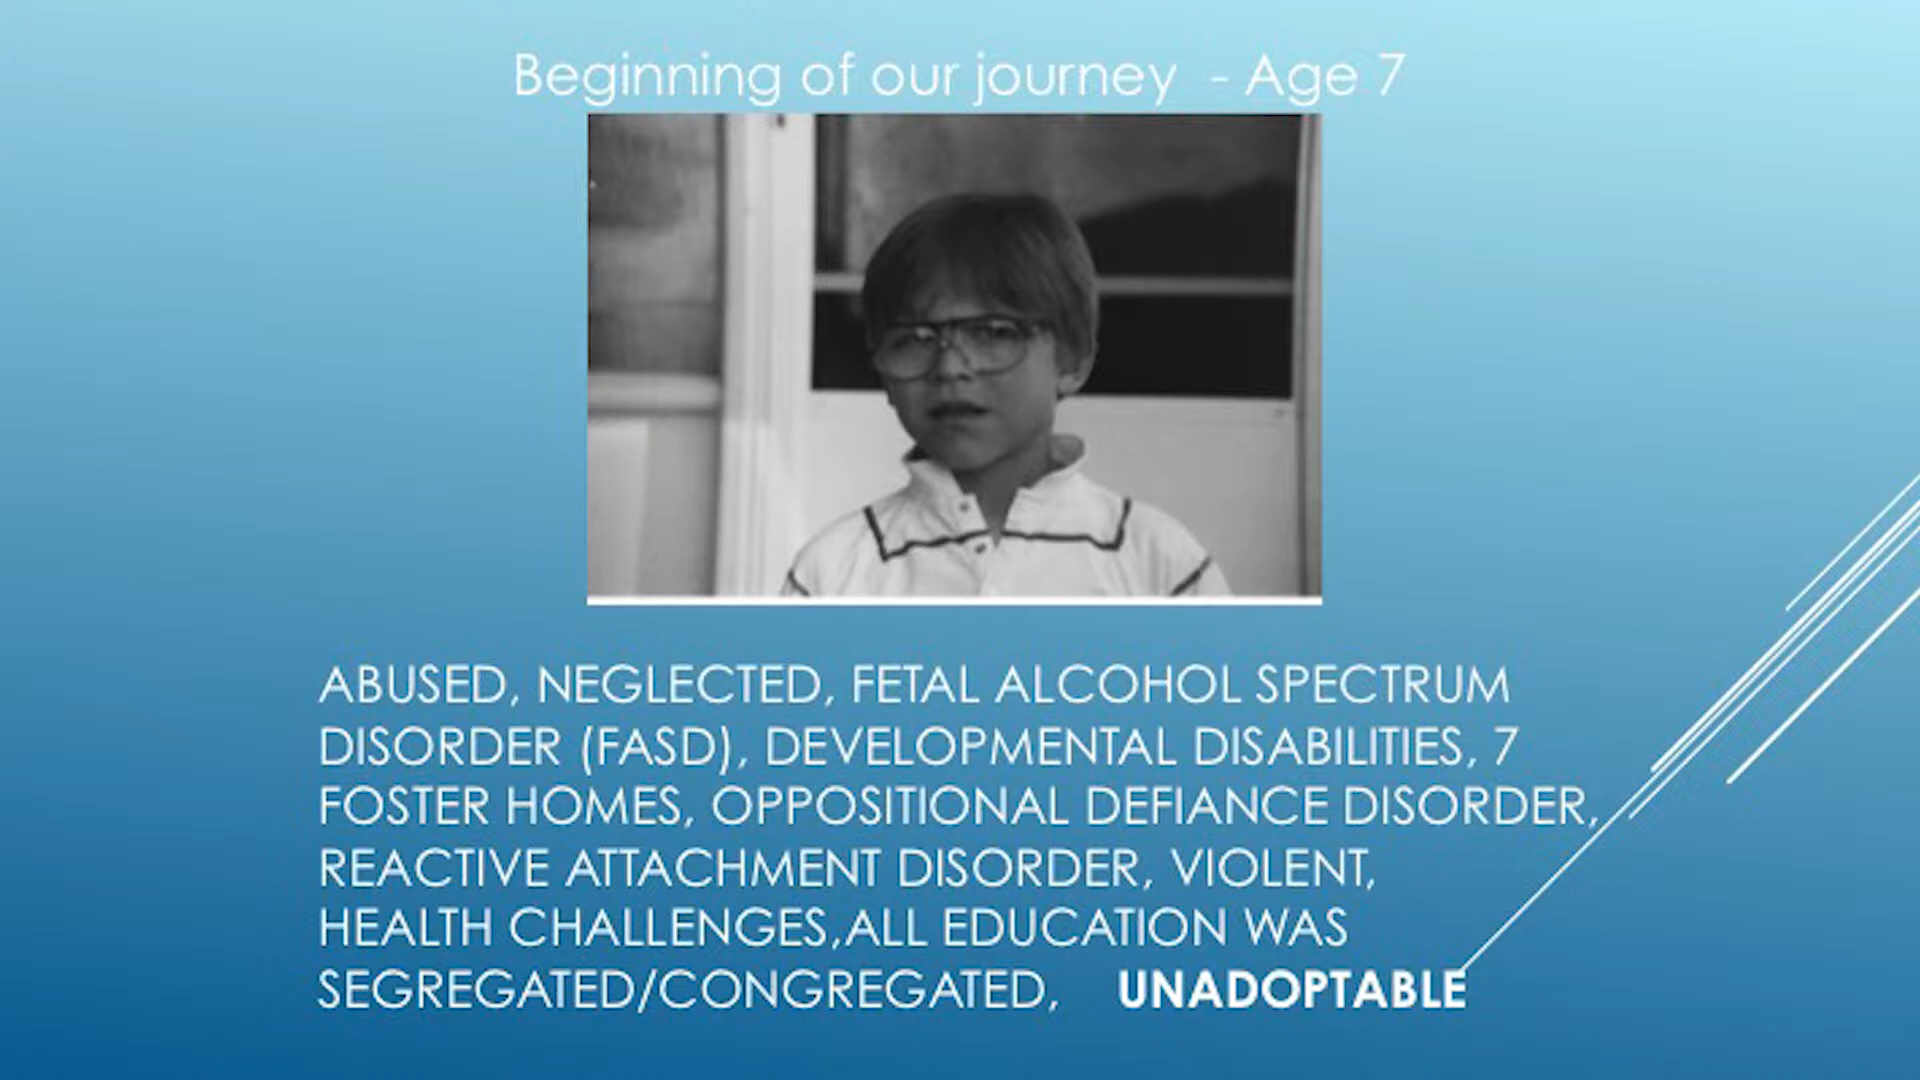 Beginning of our journey - Age 7
ABUSED, NEGLECTED, FETAL ALCOHOL SPECTRUM
DISORDER (FASD), DEVELOPMENTAL DISABILITIES, 7
FOSTER HOMES, OPPOSITIONAL DEFIANCE DISORDER,
REACTIVE ATTACHMENT DISORDER, VIOLENT,
HEALTH CHALLENGES,ALL EDUCATION WAS
SEGREGATED/CONGREGATED, UNADOPTABLE